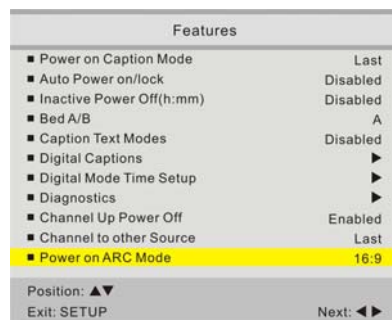 Features
■ Power on Caption Mode Last
■ Auto Power on/lock Disabled
■ Inactive Power Off(h:mm) Disabled
■ Bed A/B A
■ Caption Text Modes Disabled
■ Digital Captions ▶
■ Digital Mode Time Setup ▶
■ Diagnostics ▶
■ Channel Up Power Off Enabled
■ Channel to other Source Last
■ Power on ARC Mode 16:9
Position: ▲▼
Exit: SETUP Next: ◀ ▶